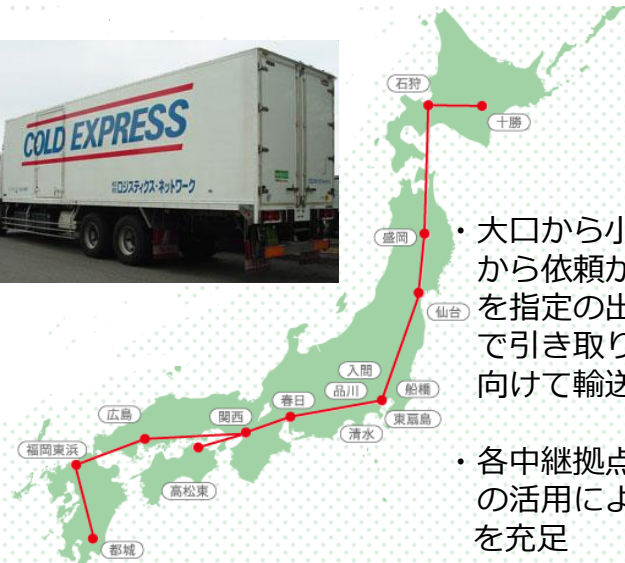 COLD EXPRESS
株式会社ロジスティクス・ネットワーク
石狩
十勝
盛岡
仙台
入間
品川
船橋
東扇島
清水
春日
関西
広島
高松東
福岡東浜
都城
・大口から小
から依頼か
を指定の出
で引き取り
向けて輸送
・各中継拠点
の活用によ
を充足